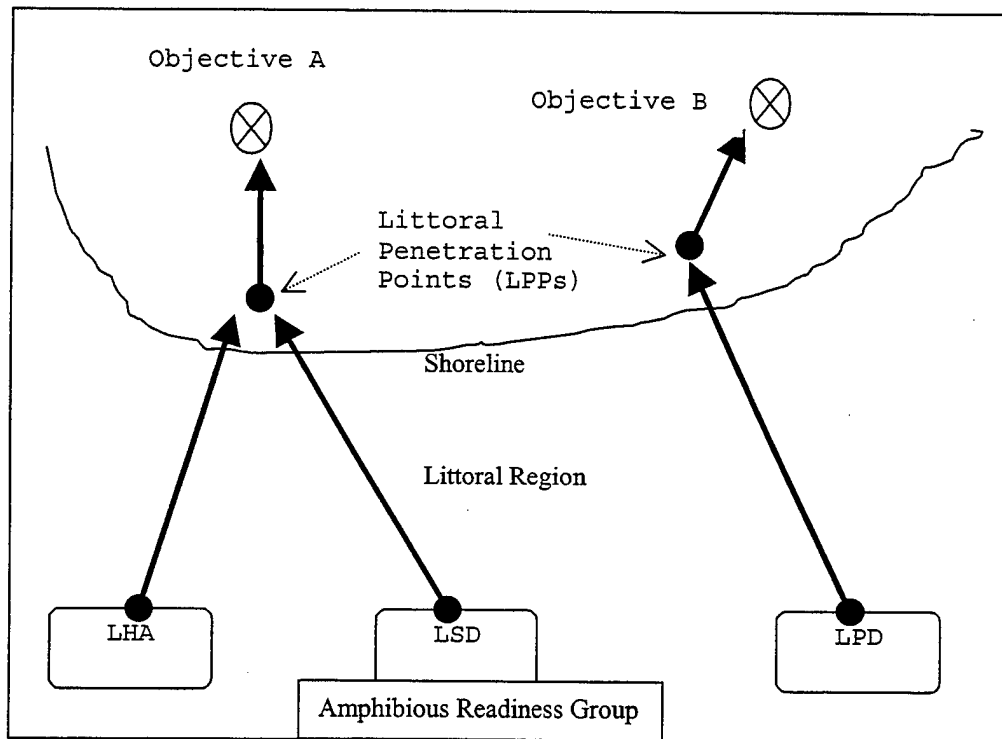 Objective A
Objective B
Littoral
Penetration
Points (LPPs)
Shoreline
Littoral Region
LHA
LSD
LPD
Amphibious Readiness Group